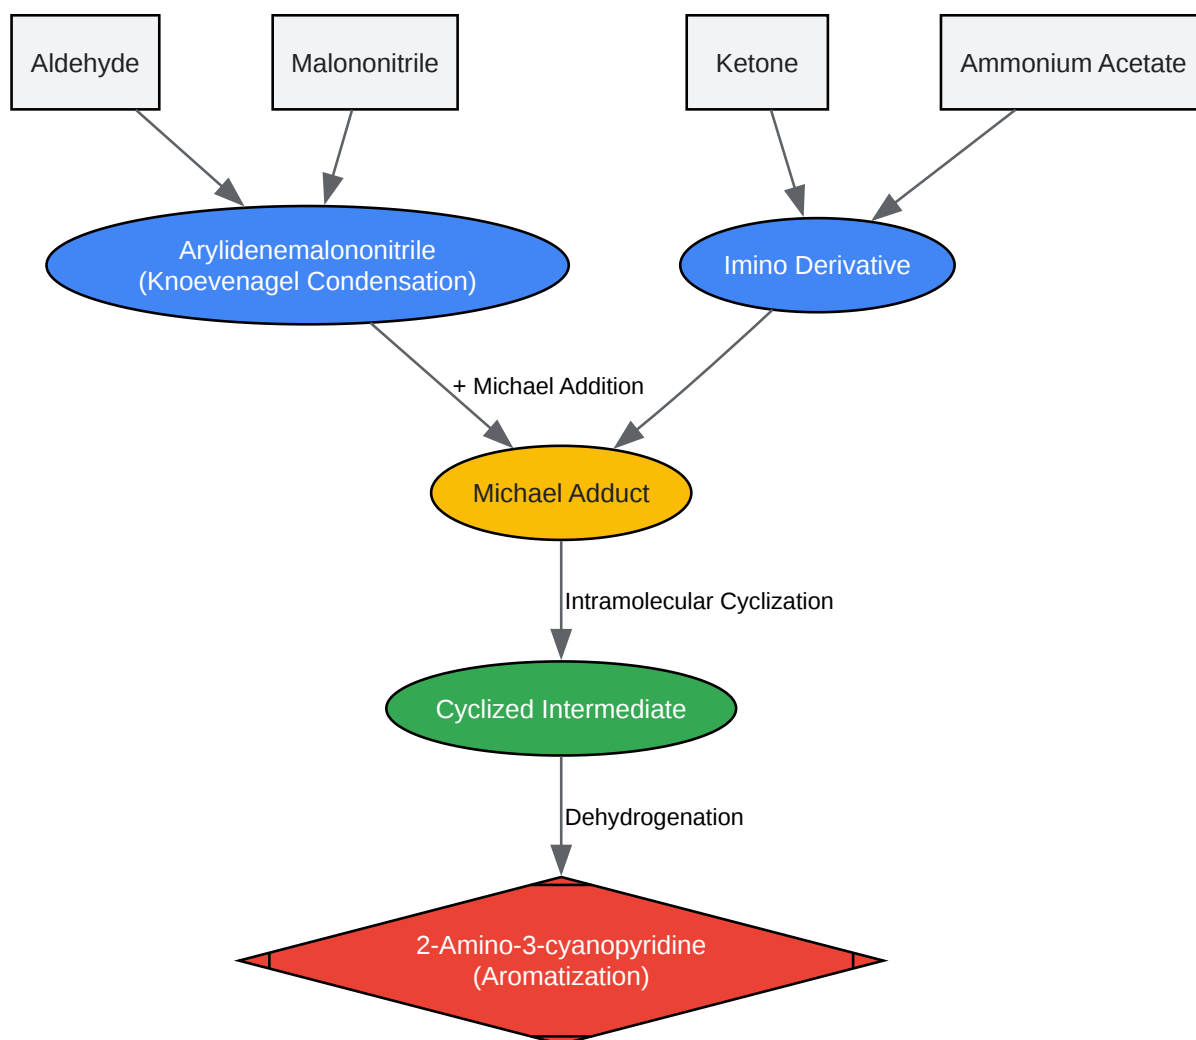 Aldehyde
Malononitrile
Ketone
Ammonium Acetate
Arylidenemalononitrile
(Knoevenagel Condensation)
Imino Derivative
+ Michael Addition
Michael Adduct
Intramolecular Cyclization
Cyclized Intermediate
Dehydrogenation
2-Amino-3-cyanopyridine
(Aromatization)